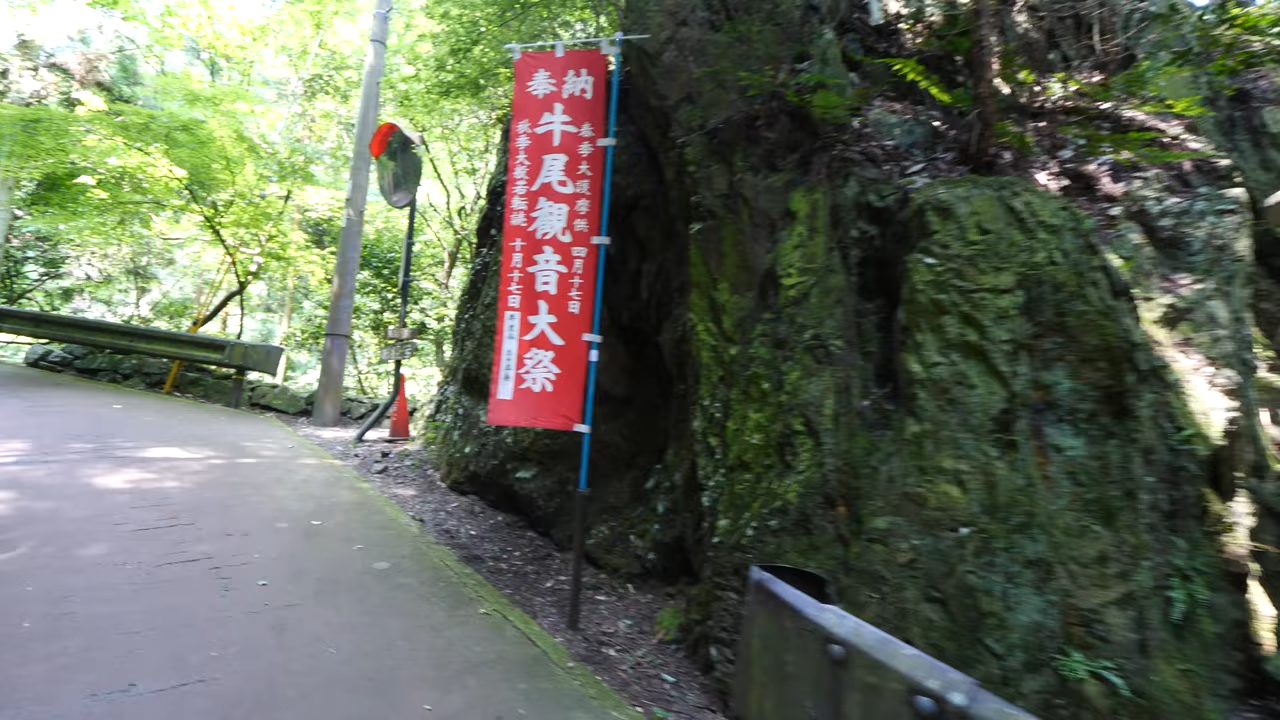 奉納
春季大護摩供 四月十七日
牛尾観音大祭
秋季大般若転読 十月十七日